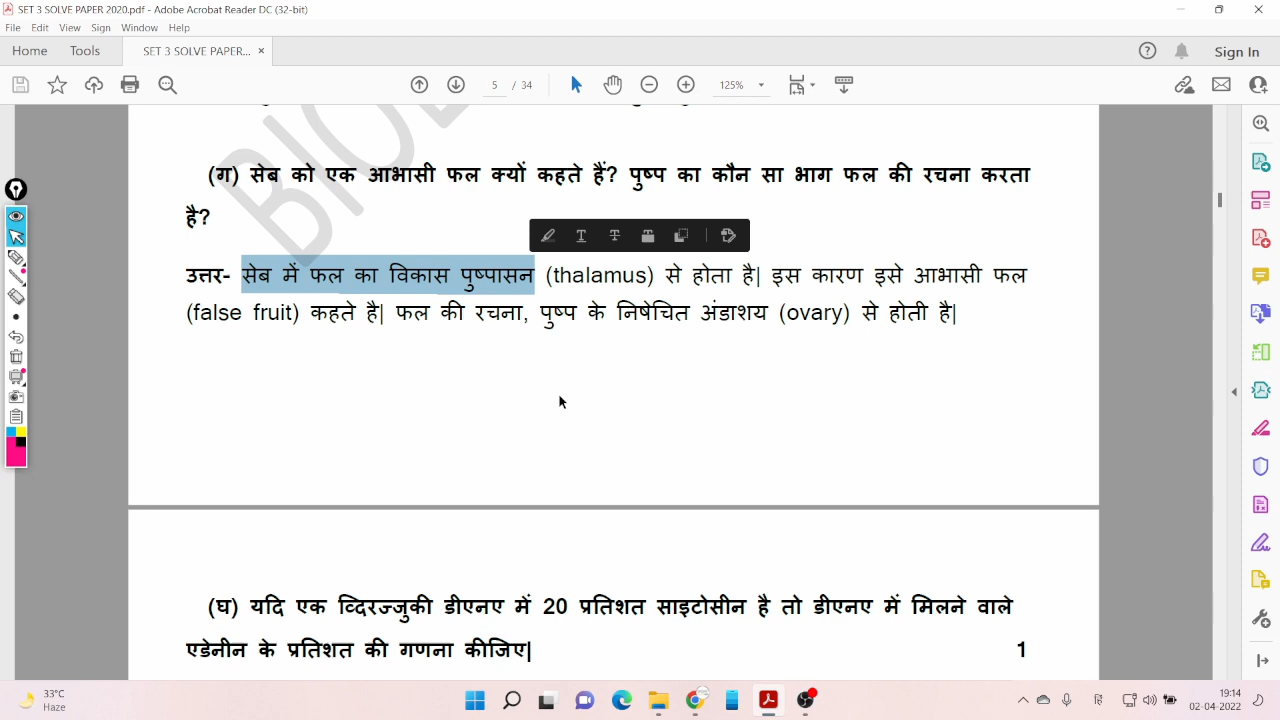 SET 3 SOLVE PAPER 2020.pdf - Adobe Acrobat Reader DC (32-bit)
File Edit View Sign Window Help
Home Tools SET 3 SOLVE PAPER... × Sign In
5 / 34 125%
(ग) सेब को एक आभासी फल क्यों कहते हैं? पुष्प का कौन सा भाग फल की रचना करता
है?
उत्तर- सेब में फल का विकास पुष्पासन (thalamus) से होता है| इस कारण इसे आभासी फल
(false fruit) कहते है| फल की रचना, पुष्प के निषेचित अंडाशय (ovary) से होती है|
(घ) यदि एक व्दिरज्जुकी डीएनए में 20 प्रतिशत साइटोसीन है तो डीएनए में मिलने वाले
एडेनीन के प्रतिशत की गणना कीजिए| 1
33°C
Haze
19:14
02-04-2022